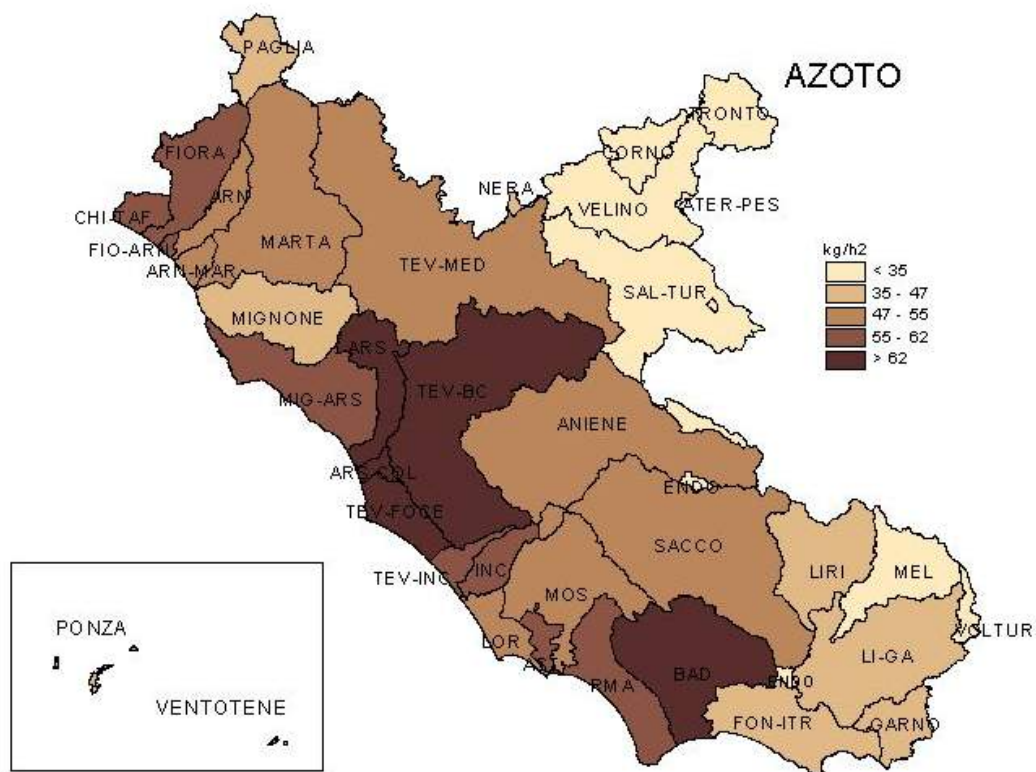 PAGLIA
AZOTO
TRONTO
FIORA
CORNO
NERA
ARN
VELINO
ATER-PES
CHI-TAF
FIO-ARN
MARTA
kg/h2
ARN-MAR
TEV-MED
< 35
SAL-TUR
35 - 47
MIGNONE
47 - 55
55 - 62
ARS
> 62
TEV-BC
MIG-ARS
ANIENE
ARS-COL
ENDO
TEV-FOCE
SACCO
TEV-INC
INC
LIRI
MEL
MOS
PONZA
LOR
VOLTUR
LI-GA
BAD
ENDO
PMA
VENTOTENE
FON-ITR
GARNO